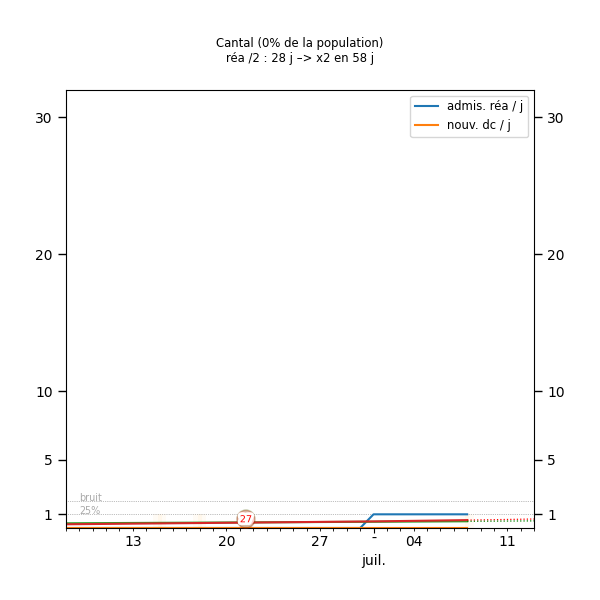 Cantal (0% de la population)
réa /2 : 28 j –> x2 en 58 j
admis. réa / j
nouv. dc / j
30 30
20 20
10 10
5 5
bruit
25%
1 1
27
13 20 27 - 04 11
juil.